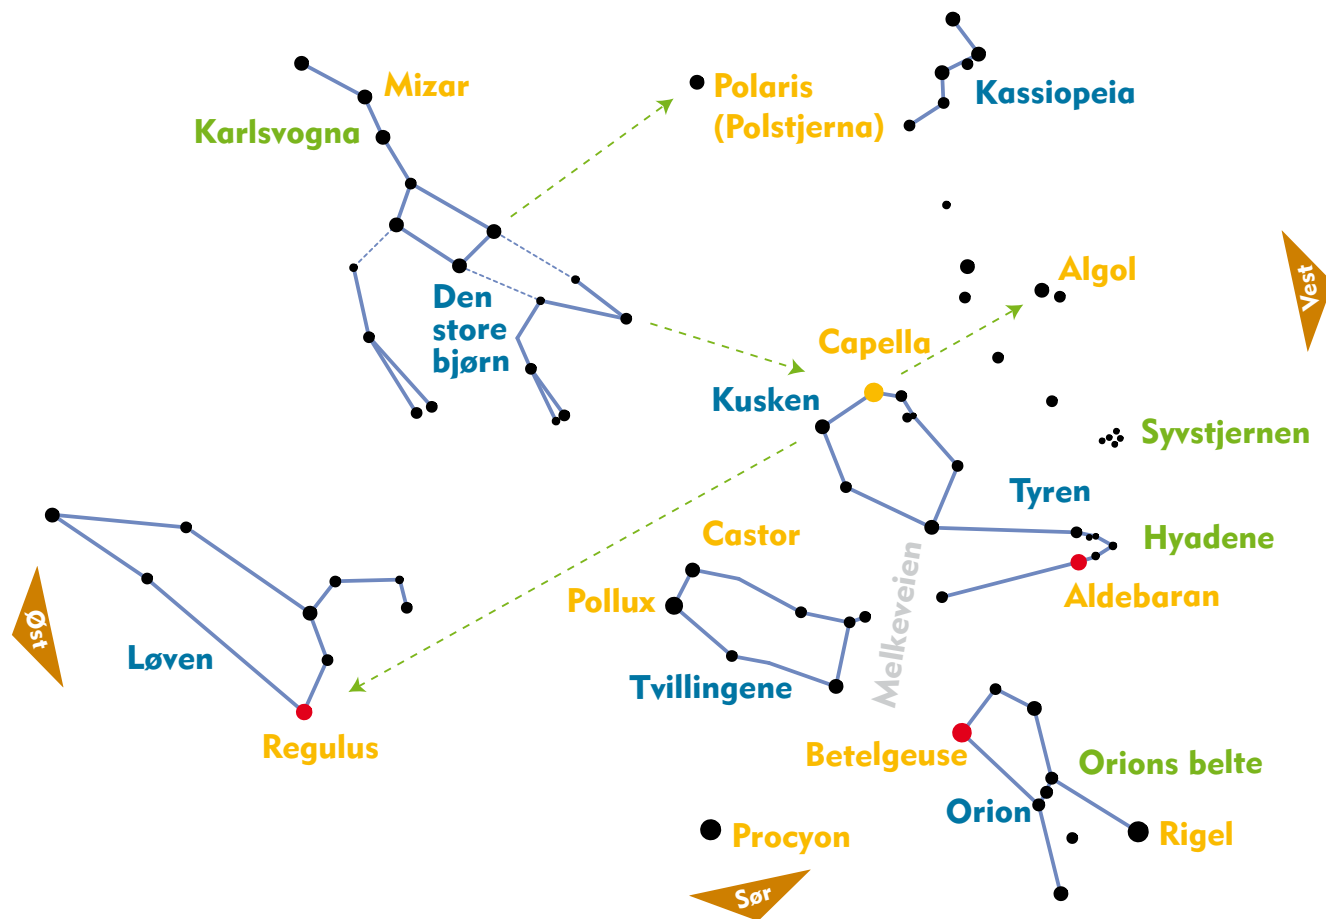 Mizar
Karlsvogna
Polaris
(Polstjerna)
Kassiopeia
Den
store
bjørn
Algol
Vest
Capella
Kusken
Syvstjernen
Tyren
Hyadene
Aldebaran
Castor
Pollux
Tvillingene
Melkeveien
Øst
Løven
Regulus
Betelgeuse
Orions belte
Orion
Rigel
Procyon
Sør